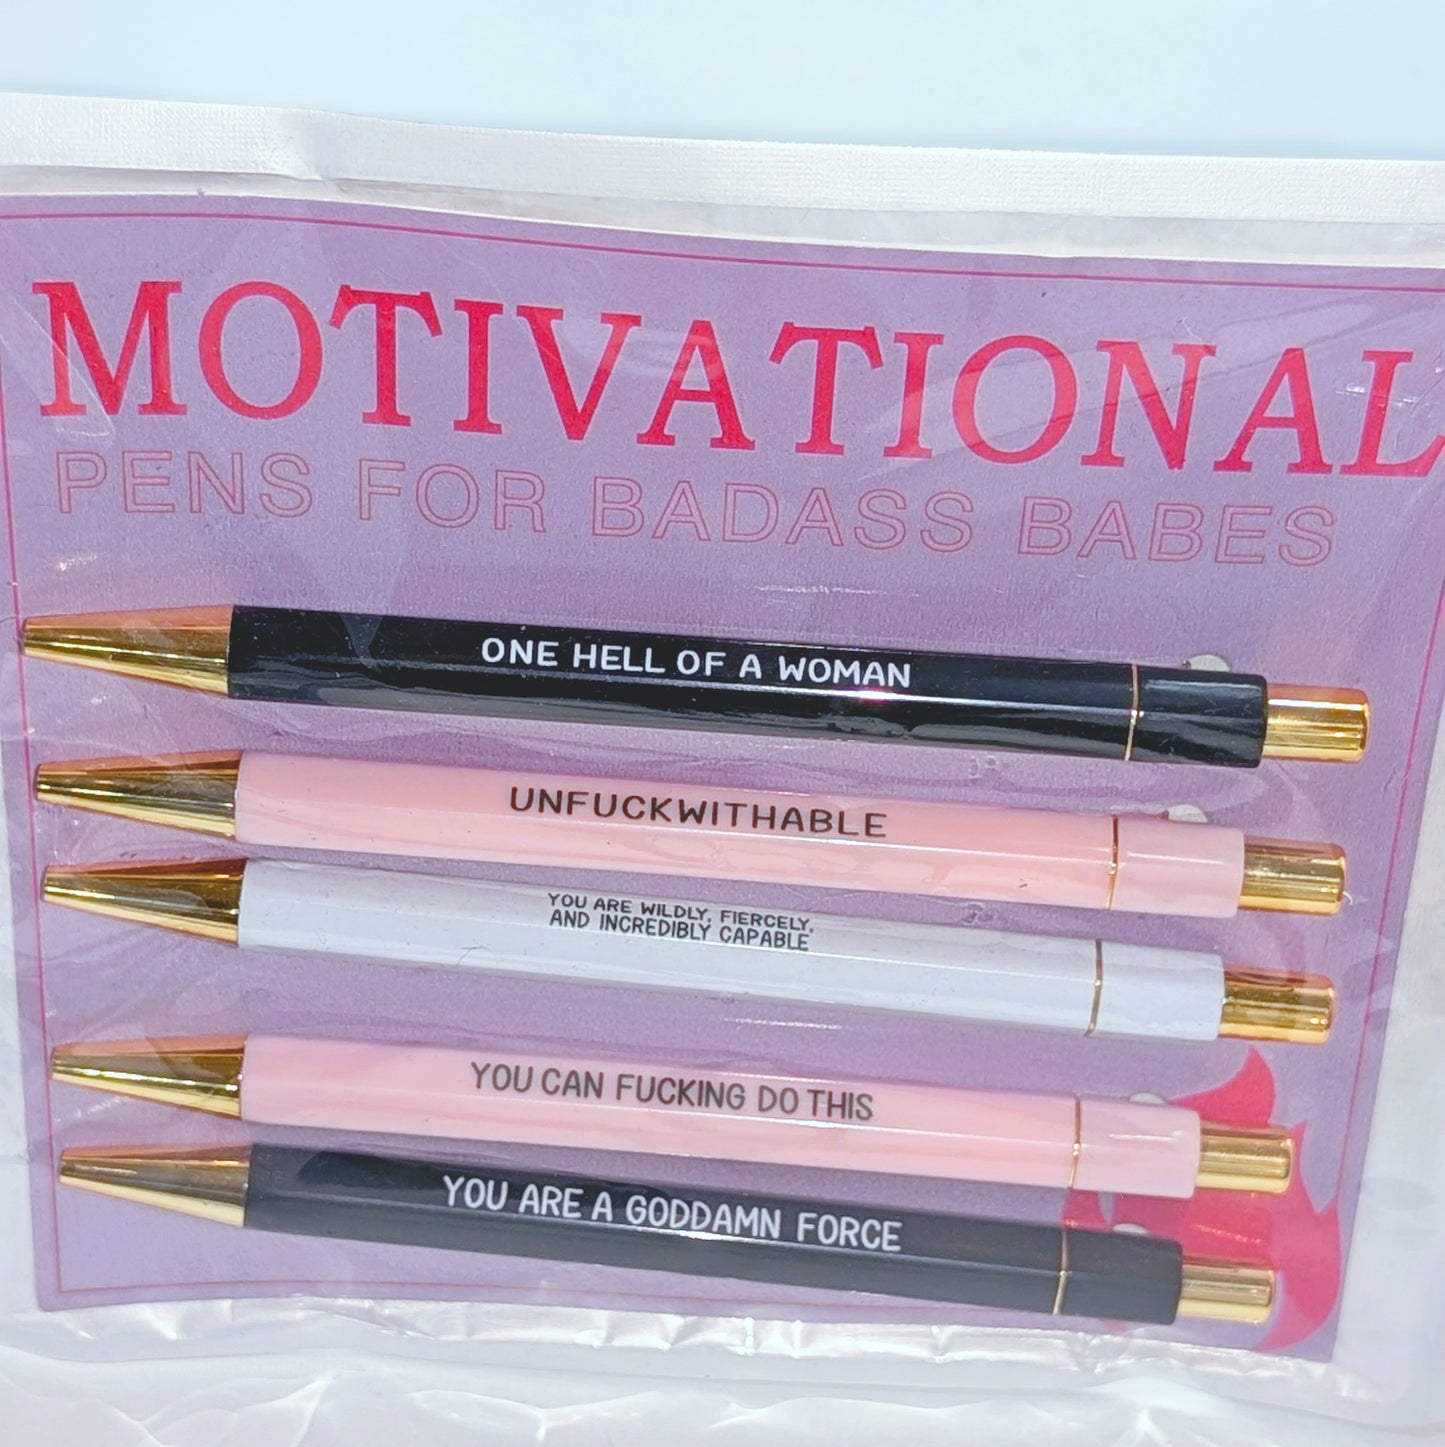 MOTIVATIONAL
PENS FOR BADASS BABES
ONE HELL OF A WOMAN
UNFUCKWITHABLE
YOU ARE WILDLY, FIERCELY,
AND INCREDIBLY CAPABLE
YOU CAN FUCKING DO THIS
YOU ARE A GODDAMN FORCE